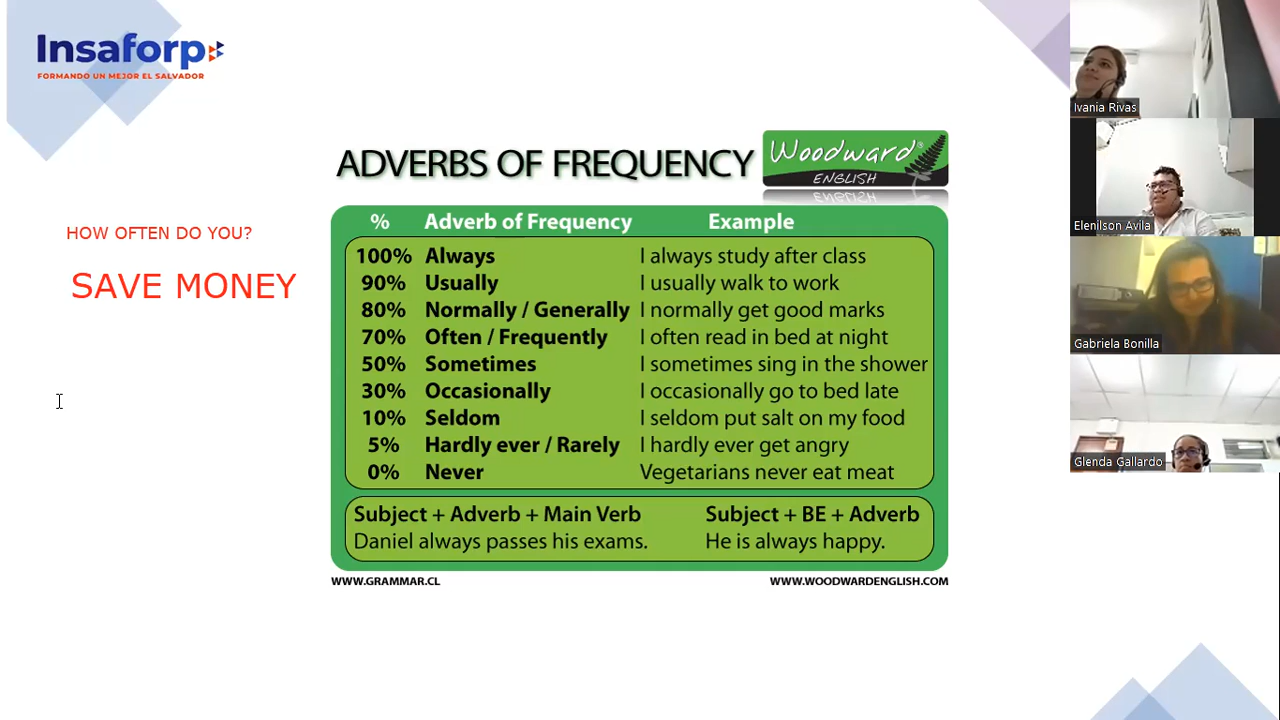 Insaforp
FORMANDO UN MEJOR EL SALVADOR
HOW OFTEN DO YOU?
SAVE MONEY
ADVERBS OF FREQUENCY
Woodward®
ENGLISH
% Adverb of Frequency Example
100% Always I always study after class
90% Usually I usually walk to work
80% Normally / Generally I normally get good marks
70% Often / Frequently I often read in bed at night
50% Sometimes I sometimes sing in the shower
30% Occasionally I occasionally go to bed late
10% Seldom I seldom put salt on my food
5% Hardly ever / Rarely I hardly ever get angry
0% Never Vegetarians never eat meat
Subject + Adverb + Main Verb Subject + BE + Adverb
Daniel always passes his exams. He is always happy.
WWW.GRAMMAR.CL WWW.WOODWARDENGLISH.COM
Ivania Rivas
Elenilson Avila
Gabriela Bonilla
Glenda Gallardo